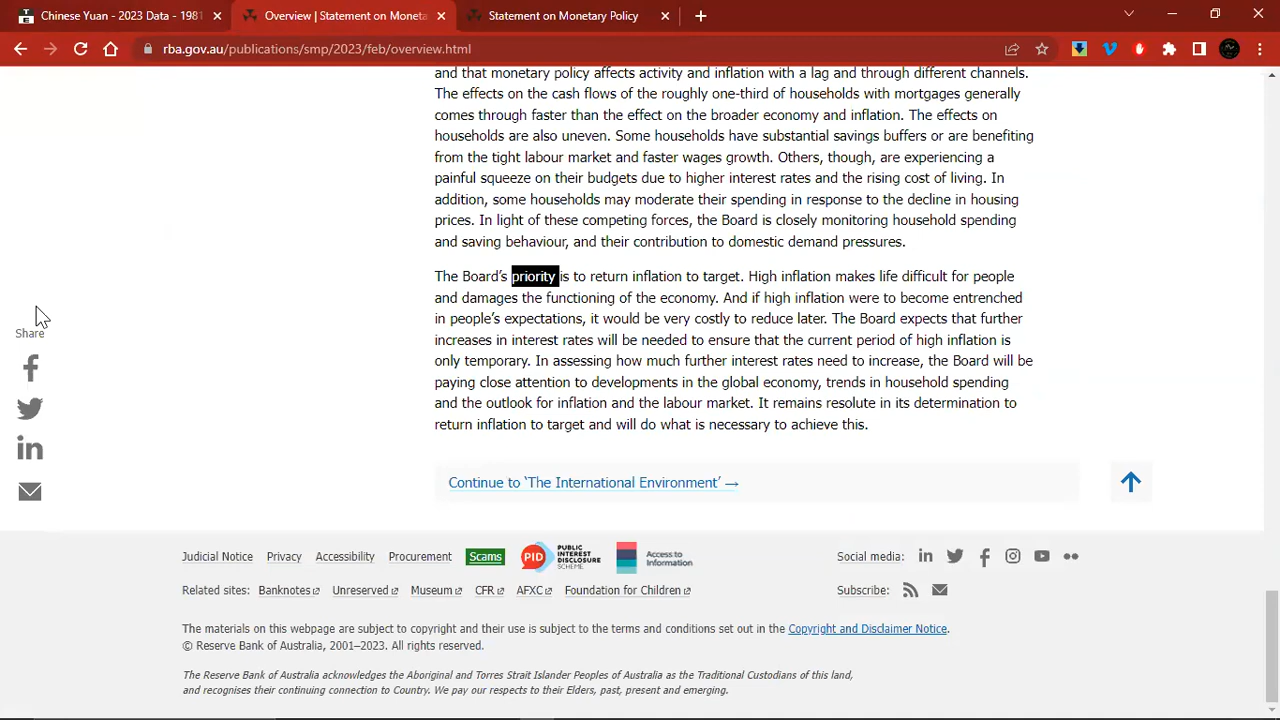 Chinese Yuan - 2023 Data - 1981
Overview | Statement on Moneta
Statement on Monetary Policy
rba.gov.au/publications/smp/2023/feb/overview.html
and that monetary policy affects activity and inflation with a lag and through different channels.
The effects on the cash flows of the roughly one-third of households with mortgages generally
comes through faster than the effect on the broader economy and inflation. The effects on
households are also uneven. Some households have substantial savings buffers or are benefiting
from the tight labour market and faster wages growth. Others, though, are experiencing a
painful squeeze on their budgets due to higher interest rates and the rising cost of living. In
addition, some households may moderate their spending in response to the decline in housing
prices. In light of these competing forces, the Board is closely monitoring household spending
and saving behaviour, and their contribution to domestic demand pressures.
The Board's priority is to return inflation to target. High inflation makes life difficult for people
and damages the functioning of the economy. And if high inflation were to become entrenched
in people's expectations, it would be very costly to reduce later. The Board expects that further
increases in interest rates will be needed to ensure that the current period of high inflation is
only temporary. In assessing how much further interest rates need to increase, the Board will be
paying close attention to developments in the global economy, trends in household spending
and the outlook for inflation and the labour market. It remains resolute in its determination to
return inflation to target and will do what is necessary to achieve this.
Share
Continue to ‘The International Environment’ →
Judicial Notice Privacy Accessibility Procurement Scams PID PUBLIC INTEREST DISCLOSURE SCHEME Access to Information Social media:
Related sites: Banknotes Unreserved Museum CFR AFXC Foundation for Children Subscribe:
The materials on this webpage are subject to copyright and their use is subject to the terms and conditions set out in the Copyright and Disclaimer Notice.
© Reserve Bank of Australia, 2001–2023. All rights reserved.
The Reserve Bank of Australia acknowledges the Aboriginal and Torres Strait Islander Peoples of Australia as the Traditional Custodians of this land,
and recognises their continuing connection to Country. We pay our respects to their Elders, past, present and emerging.